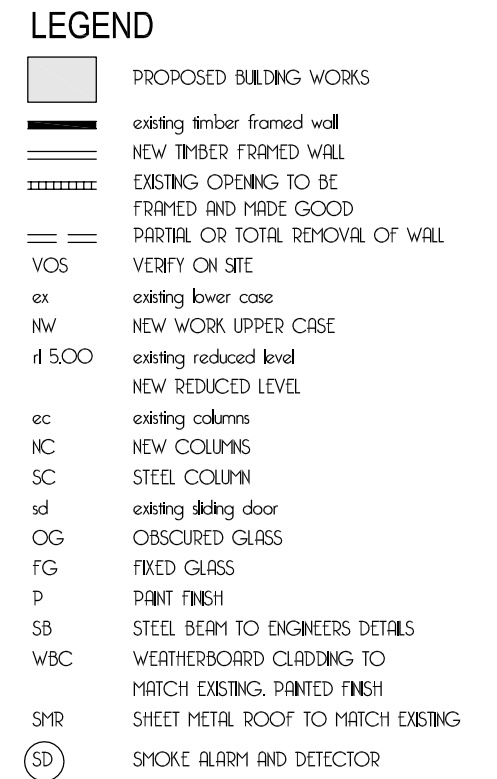 LEGEND
PROPOSED BUILDING WORKS
existing timber framed wall
NEW TIMBER FRAMED WALL
EXISTING OPENING TO BE
FRAMED AND MADE GOOD
PARTIAL OR TOTAL REMOVAL OF WALL
VOS VERIFY ON SITE
ex existing lower case
NW NEW WORK UPPER CASE
rl 5.00 existing reduced level
NEW REDUCED LEVEL
ec existing columns
NC NEW COLUMNS
SC STEEL COLUMN
sd existing sliding door
OG OBSCURED GLASS
FG FIXED GLASS
P PAINT FINISH
SB STEEL BEAM TO ENGINEERS DETAILS
WBC WEATHERBOARD CLADDING TO
MATCH EXISTING. PAINTED FINISH
SMR SHEET METAL ROOF TO MATCH EXISTING
SD SMOKE ALARM AND DETECTOR